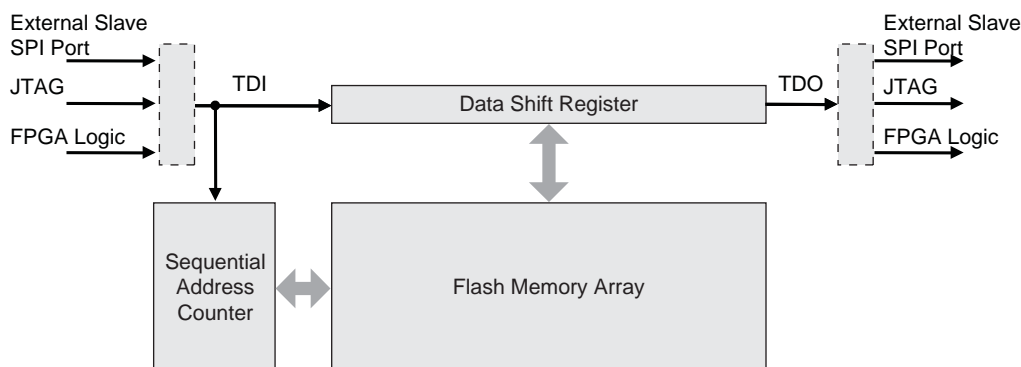 External Slave
SPI Port
JTAG
FPGA Logic
TDI
Data Shift Register
TDO
External Slave
SPI Port
JTAG
FPGA Logic
Sequential
Address
Counter
Flash Memory Array